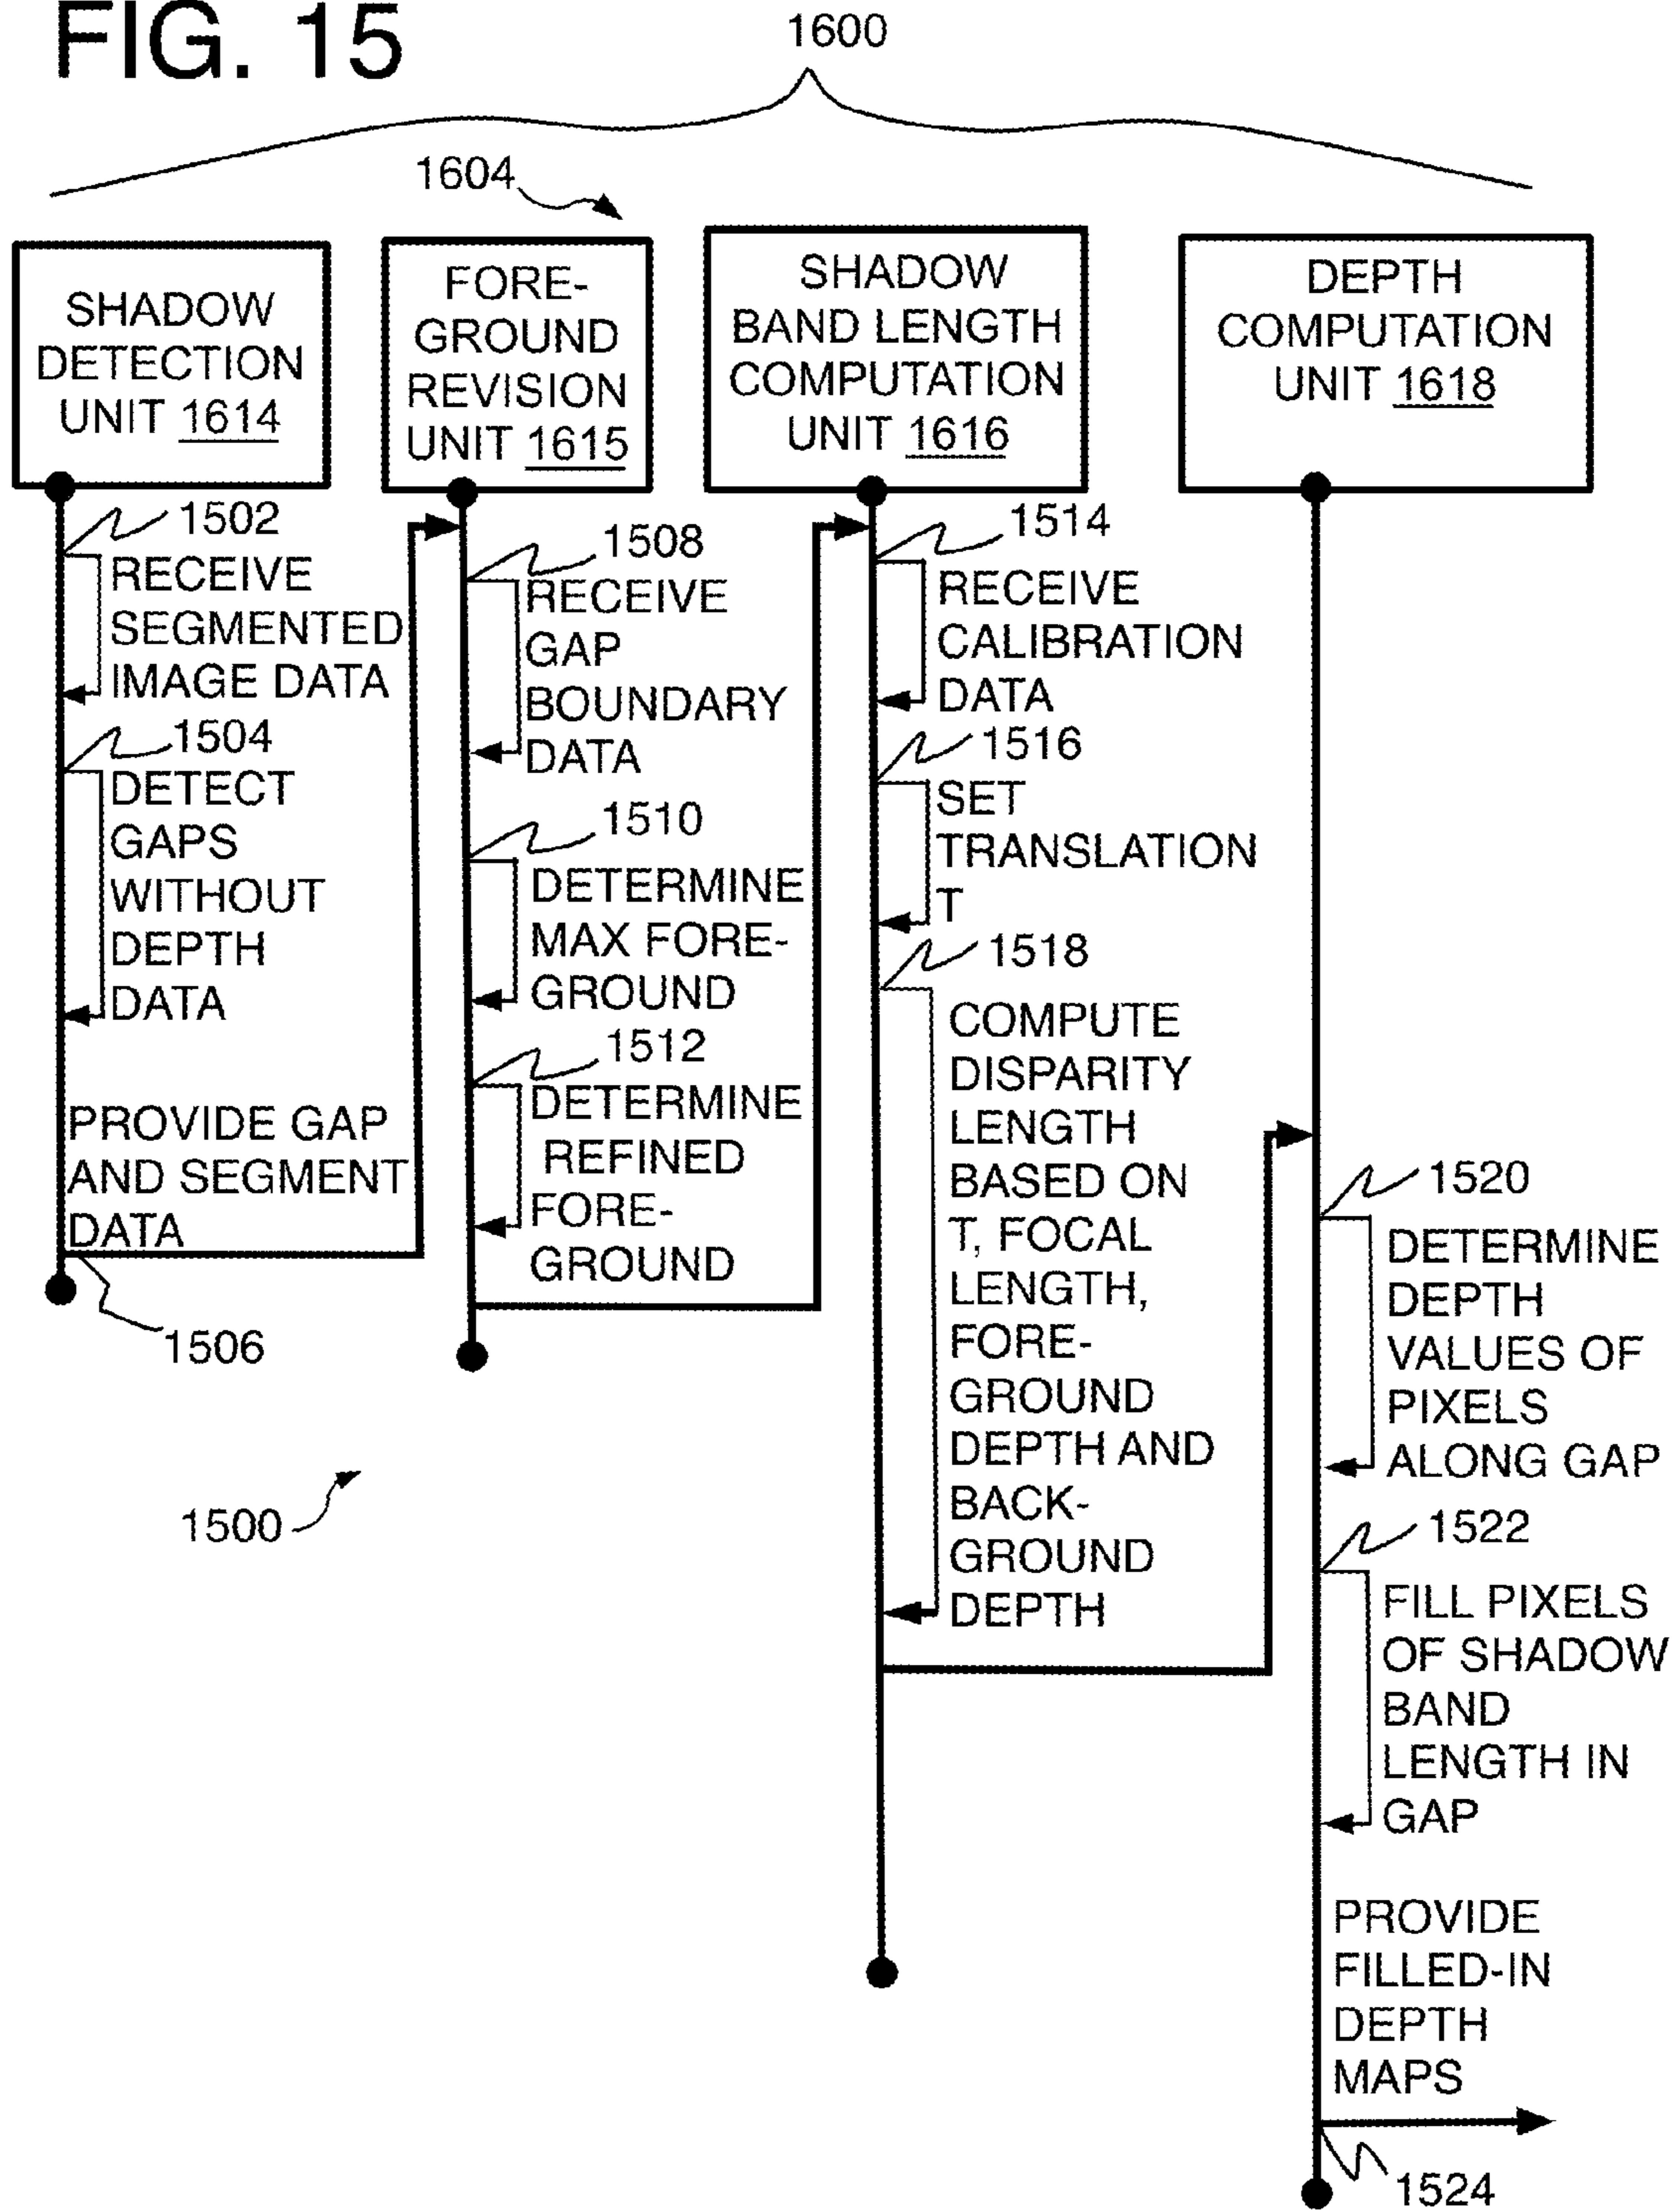 FIG. 15
1600
1604
SHADOW
DETECTION
UNIT 1614
FORE-
GROUND
REVISION
UNIT 1615
SHADOW
BAND LENGTH
COMPUTATION
UNIT 1616
DEPTH
COMPUTATION
UNIT 1618
1502
RECEIVE
SEGMENTED
IMAGE DATA
1504
DETECT
GAPS
WITHOUT
DEPTH
DATA
PROVIDE GAP
AND SEGMENT
DATA
1506
1508
RECEIVE
GAP
BOUNDARY
DATA
1510
DETERMINE
MAX FORE-
GROUND
1512
DETERMINE
REFINED
FORE-
GROUND
1514
RECEIVE
CALIBRATION
DATA
1516
SET
TRANSLATION
T
1518
COMPUTE
DISPARITY
LENGTH
BASED ON
T, FOCAL
LENGTH,
FORE-
GROUND
DEPTH AND
BACK-
GROUND
DEPTH
1520
DETERMINE
DEPTH
VALUES OF
PIXELS
ALONG GAP
1522
FILL PIXELS
OF SHADOW
BAND
LENGTH IN
GAP
PROVIDE
FILLED-IN
DEPTH
MAPS
1524
1500